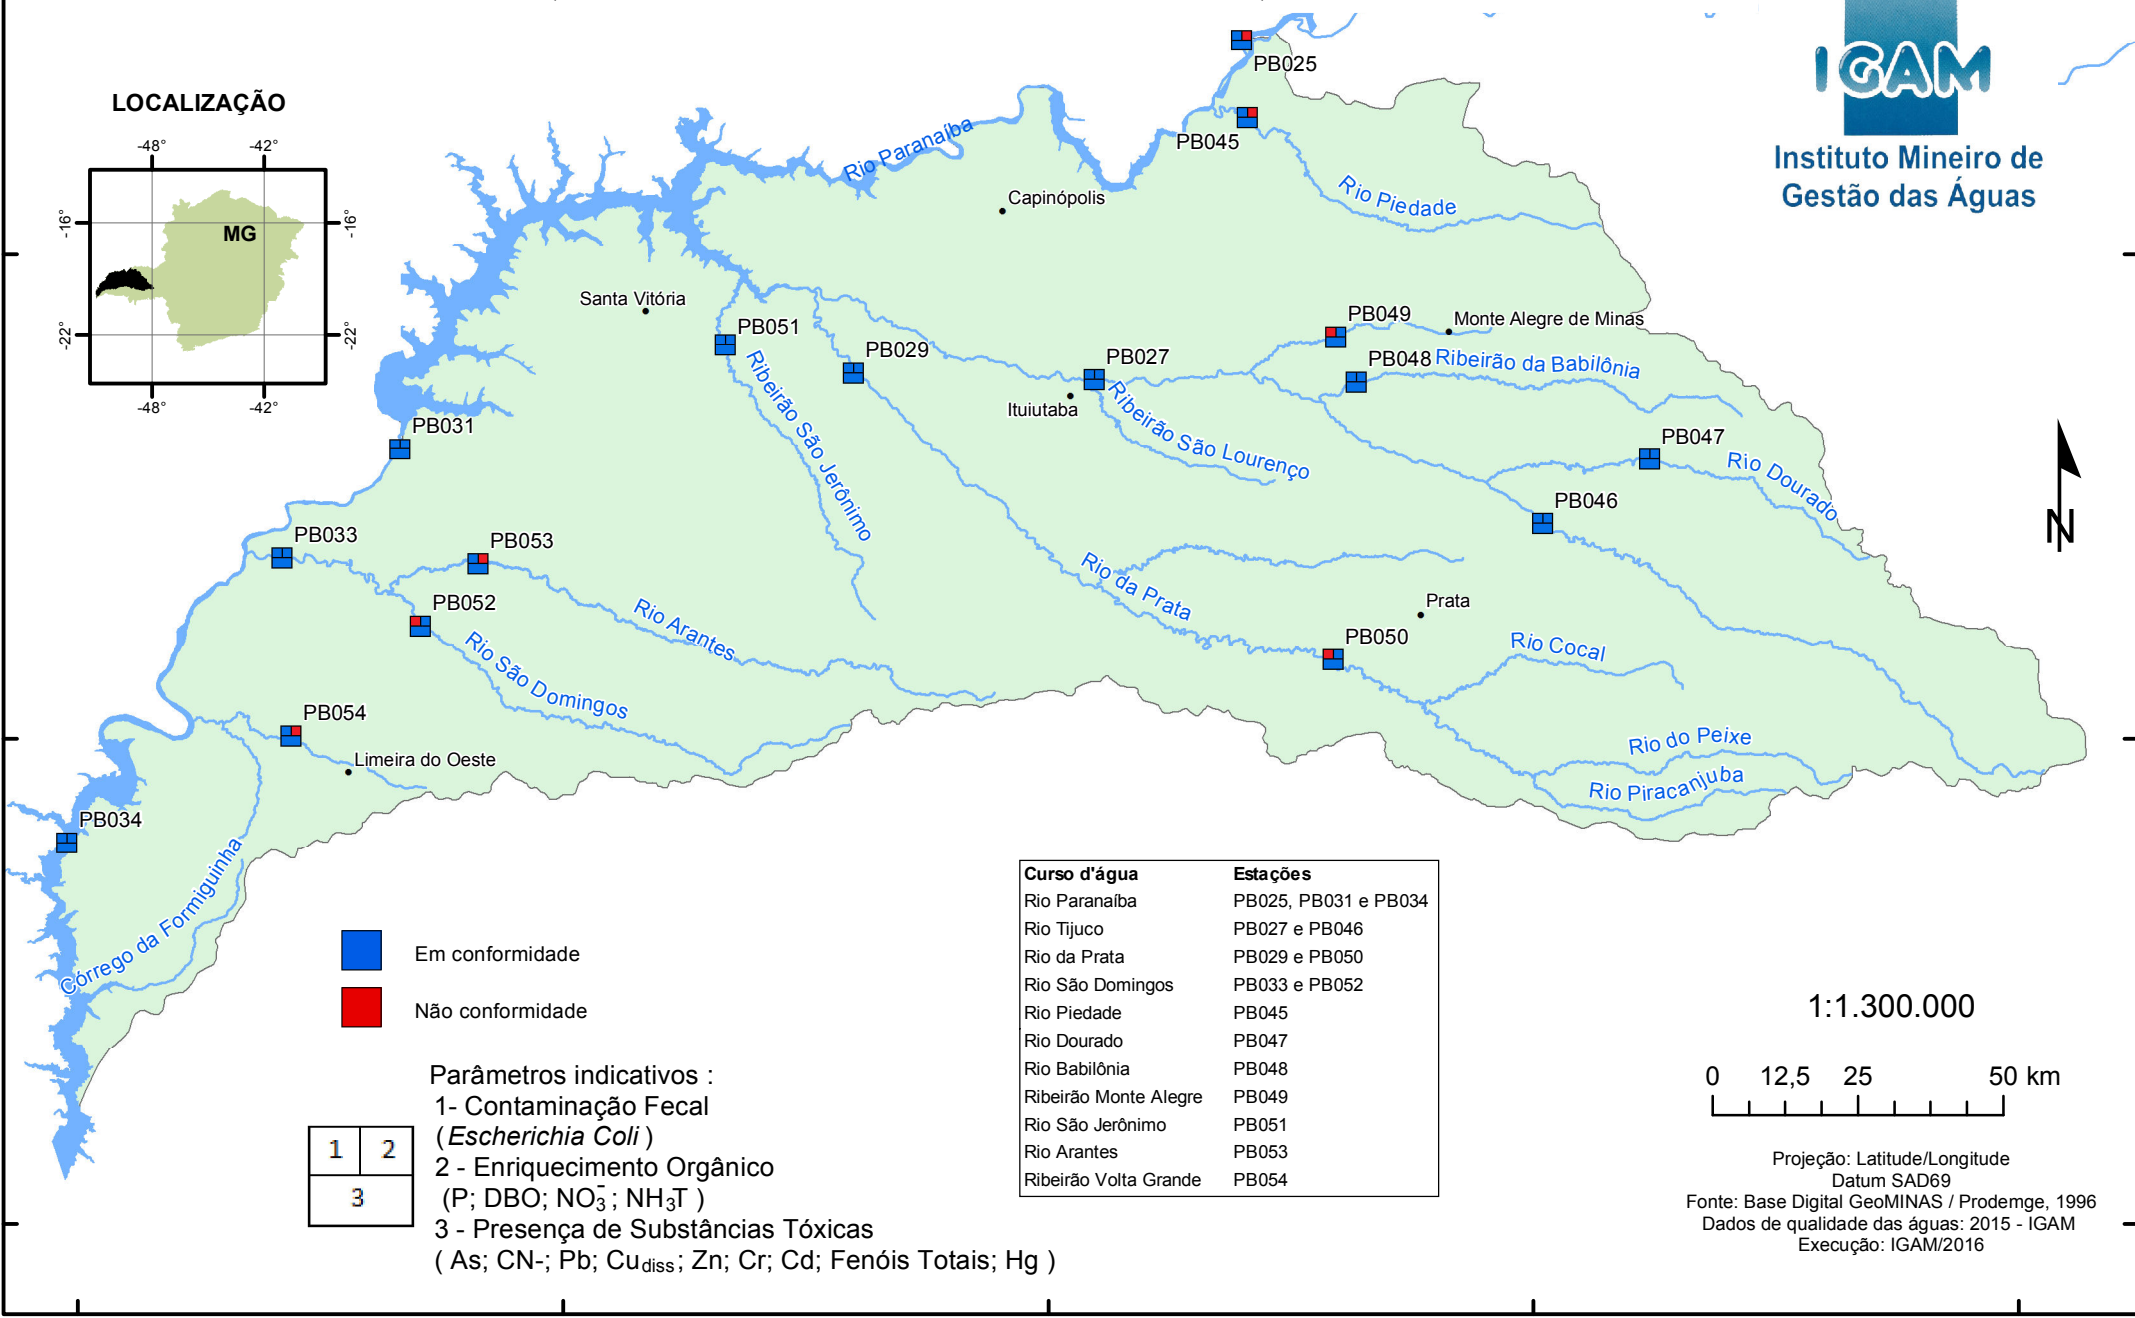 IGAM
Instituto Mineiro de
Gestão das Águas
LOCALIZAÇÃO
-48° -42°
-16° -16°
MG
-22° -22°
-48° -42°
PB025
PB045
Rio Paranaíba
Rio Piedade
Capinópolis
Santa Vitória
PB051
PB029
PB027
PB049
Monte Alegre de Minas
PB048
Ribeirão da Babilônia
Ituiutaba
Ribeirão São Jerônimo
Ribeirão São Lourenço
PB031
PB047
Rio Dourado
PB046
N
PB033
PB053
PB052
Rio Arantes
Rio São Domingos
Rio da Prata
Prata
PB050
Rio Cocal
PB054
Limeira do Oeste
Rio do Peixe
Rio Piracanjuba
PB034
Córrego da Formiguinha
Em conformidade
Não conformidade
Parâmetros indicativos :
1- Contaminação Fecal
(Escherichia Coli )
2 - Enriquecimento Orgânico
(P; DBO; NO₃⁻; NH₃T )
3 - Presença de Substâncias Tóxicas
( As; CN-; Pb; Cu diss; Zn; Cr; Cd; Fenóis Totais; Hg )
1 2
3
Curso d'água Estações
Rio Paranaíba PB025, PB031 e PB034
Rio Tijuco PB027 e PB046
Rio da Prata PB029 e PB050
Rio São Domingos PB033 e PB052
Rio Piedade PB045
Rio Dourado PB047
Rio Babilônia PB048
Ribeirão Monte Alegre PB049
Rio São Jerônimo PB051
Rio Arantes PB053
Ribeirão Volta Grande PB054
1:1.300.000
0 12,5 25 50 km
Projeção: Latitude/Longitude
Datum SAD69
Fonte: Base Digital GeoMINAS / Prodemge, 1996
Dados de qualidade das águas: 2015 - IGAM
Execução: IGAM/2016